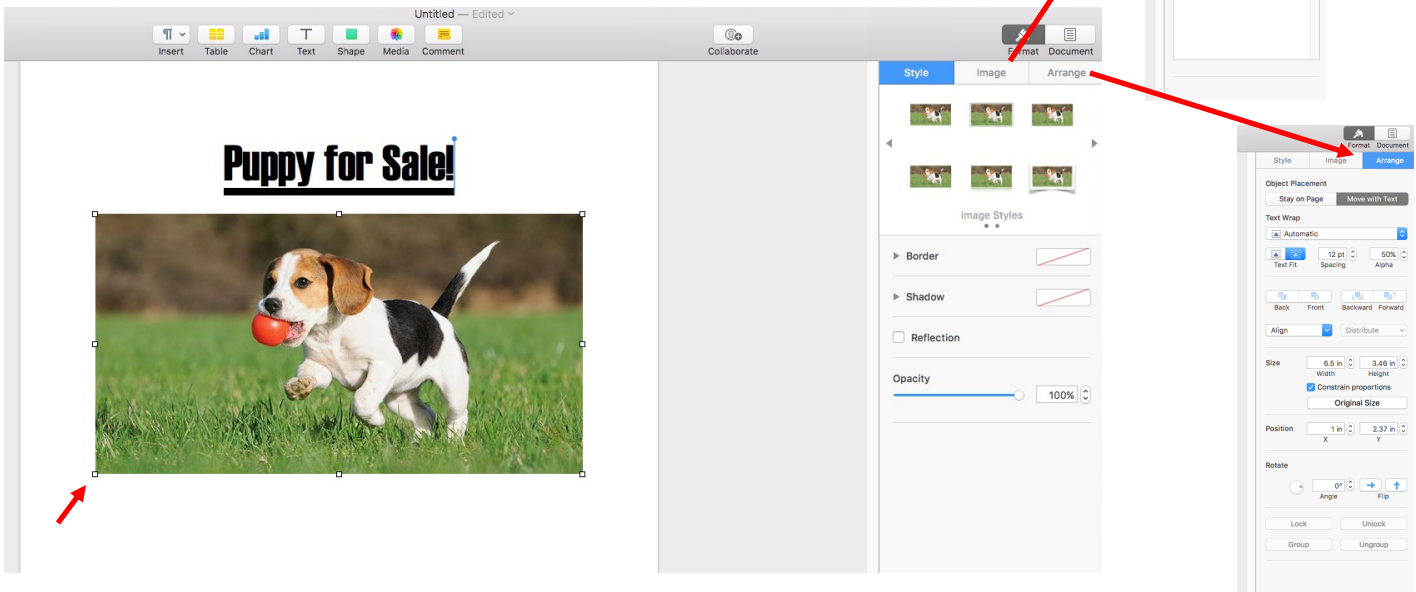 Untitled — Edited
Insert Table Chart Text Shape Media Comment
Collaborate
Format Document
Style Image Arrange
Puppy for Sale!
Image Styles
Border
Shadow
Reflection
Opacity
100%
Format Document
Style Image Arrange
Object Placement
Stay on Page Move with Text
Text Wrap
Automatic
12 pt 50%
Text Fit Spacing Alpha
Back Front Backward Forward
Align Distribute
Size 6.5 in 3.46 in
Width Height
Constrain proportions
Original Size
Position 1 in 2.37 in
X Y
Rotate
0°
Angle Flip
Lock Unlock
Group Ungroup